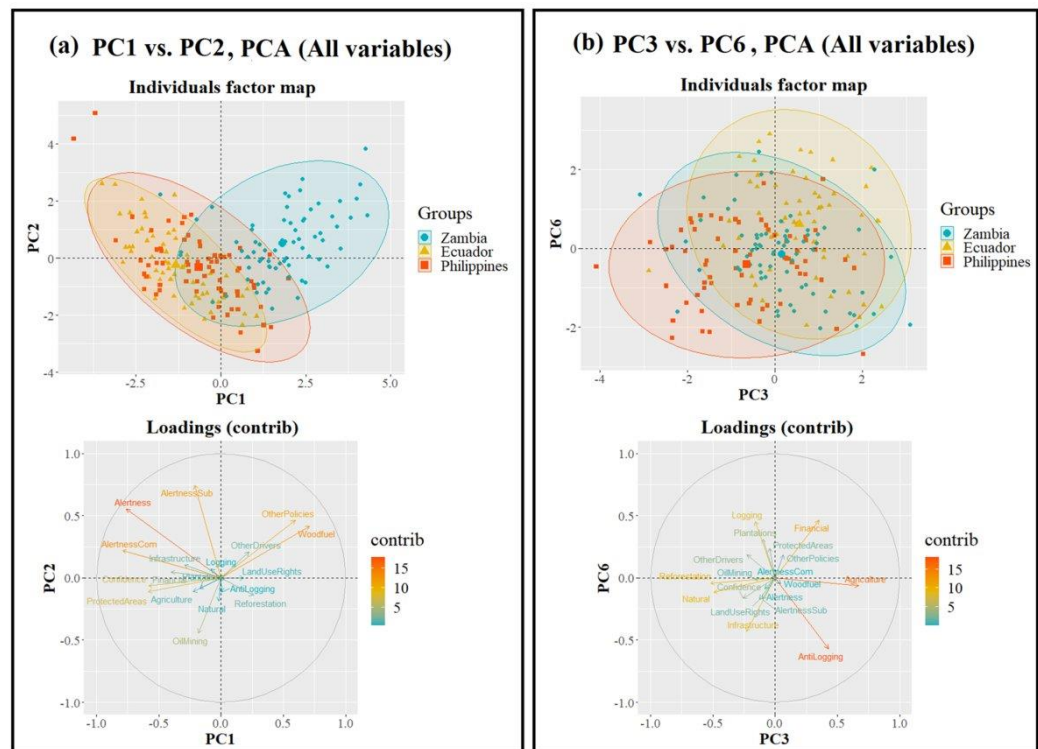 (a) PC1 vs. PC2, PCA (All variables)
Individuals factor map
4
2
0
-2
-4
PC2
-2.5
0.0
2.5
5.0
PC1
Groups
Zambia
Ecuador
Philippines
Loadings (contrib)
1.0
0.5
0.0
-0.5
-1.0
PC2
AlertnessSub
Alertness
OtherPolicies
Woodfuel
AlertnessCom
OtherDrivers
Infrastructure
Logging
LandUseRights
Confidence
Plantations
ProtectedAreas
AntiLogging
Agriculture
Natural
Reforestation
OilMining
-1.0
-0.5
0.0
0.5
1.0
PC1
contrib
15
10
5
(b) PC3 vs. PC6, PCA (All variables)
Individuals factor map
2
0
-2
PC6
-4
-2
0
2
PC3
Groups
Zambia
Ecuador
Philippines
Loadings (contrib)
1.0
0.5
0.0
-0.5
-1.0
PC6
Logging
Financial
Plantations
ProtectedAreas
OtherDrivers
OtherPolicies
OilMining
AlertnessCom
Reforestation
Woodfuel
Agriculture
Confidence
Natural
Alertness
LandUseRights
AlertnessSub
Infrastructure
AntiLogging
-1.0
-0.5
0.0
0.5
1.0
PC3
contrib
15
10
5